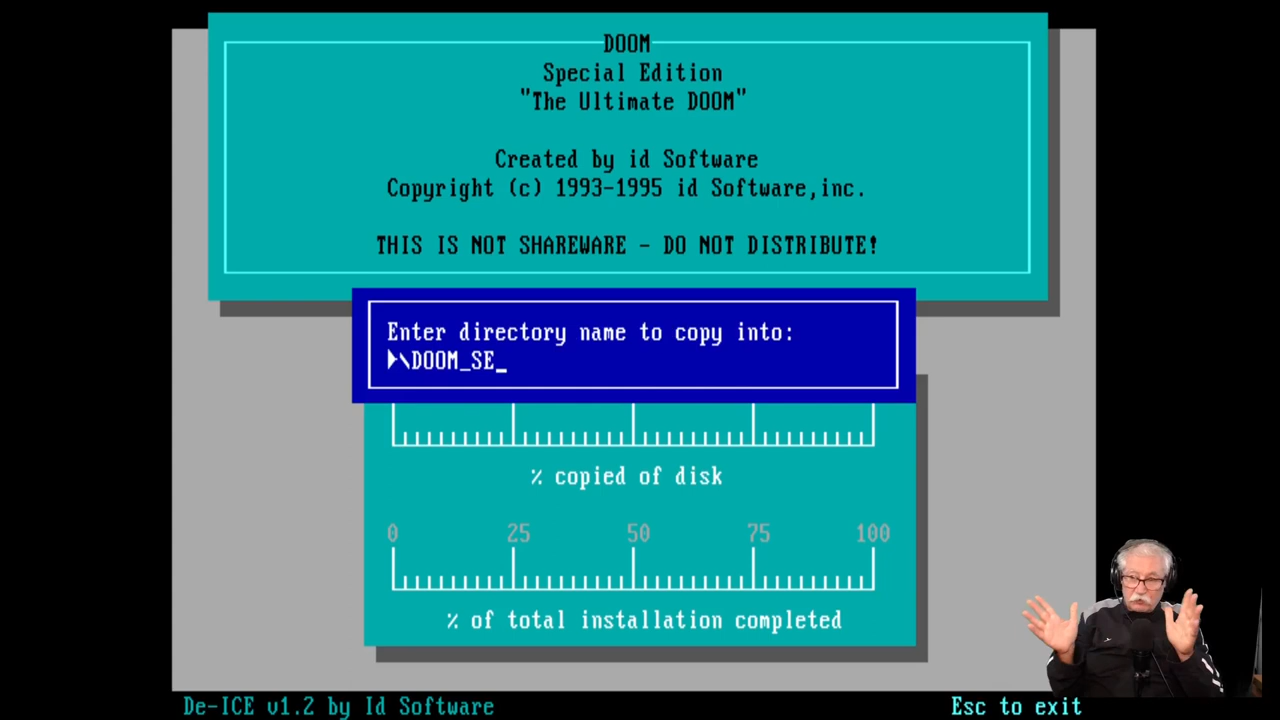 DOOM
Special Edition
"The Ultimate DOOM"
Created by id Software
Copyright (c) 1993-1995 id Software,inc.
THIS IS NOT SHAREWARE - DO NOT DISTRIBUTE!
Enter directory name to copy into:
\DOOM_SE_
% copied of disk
0 25 50 75 100
% of total installation completed
De-ICE v1.2 by Id Software
Esc to exit